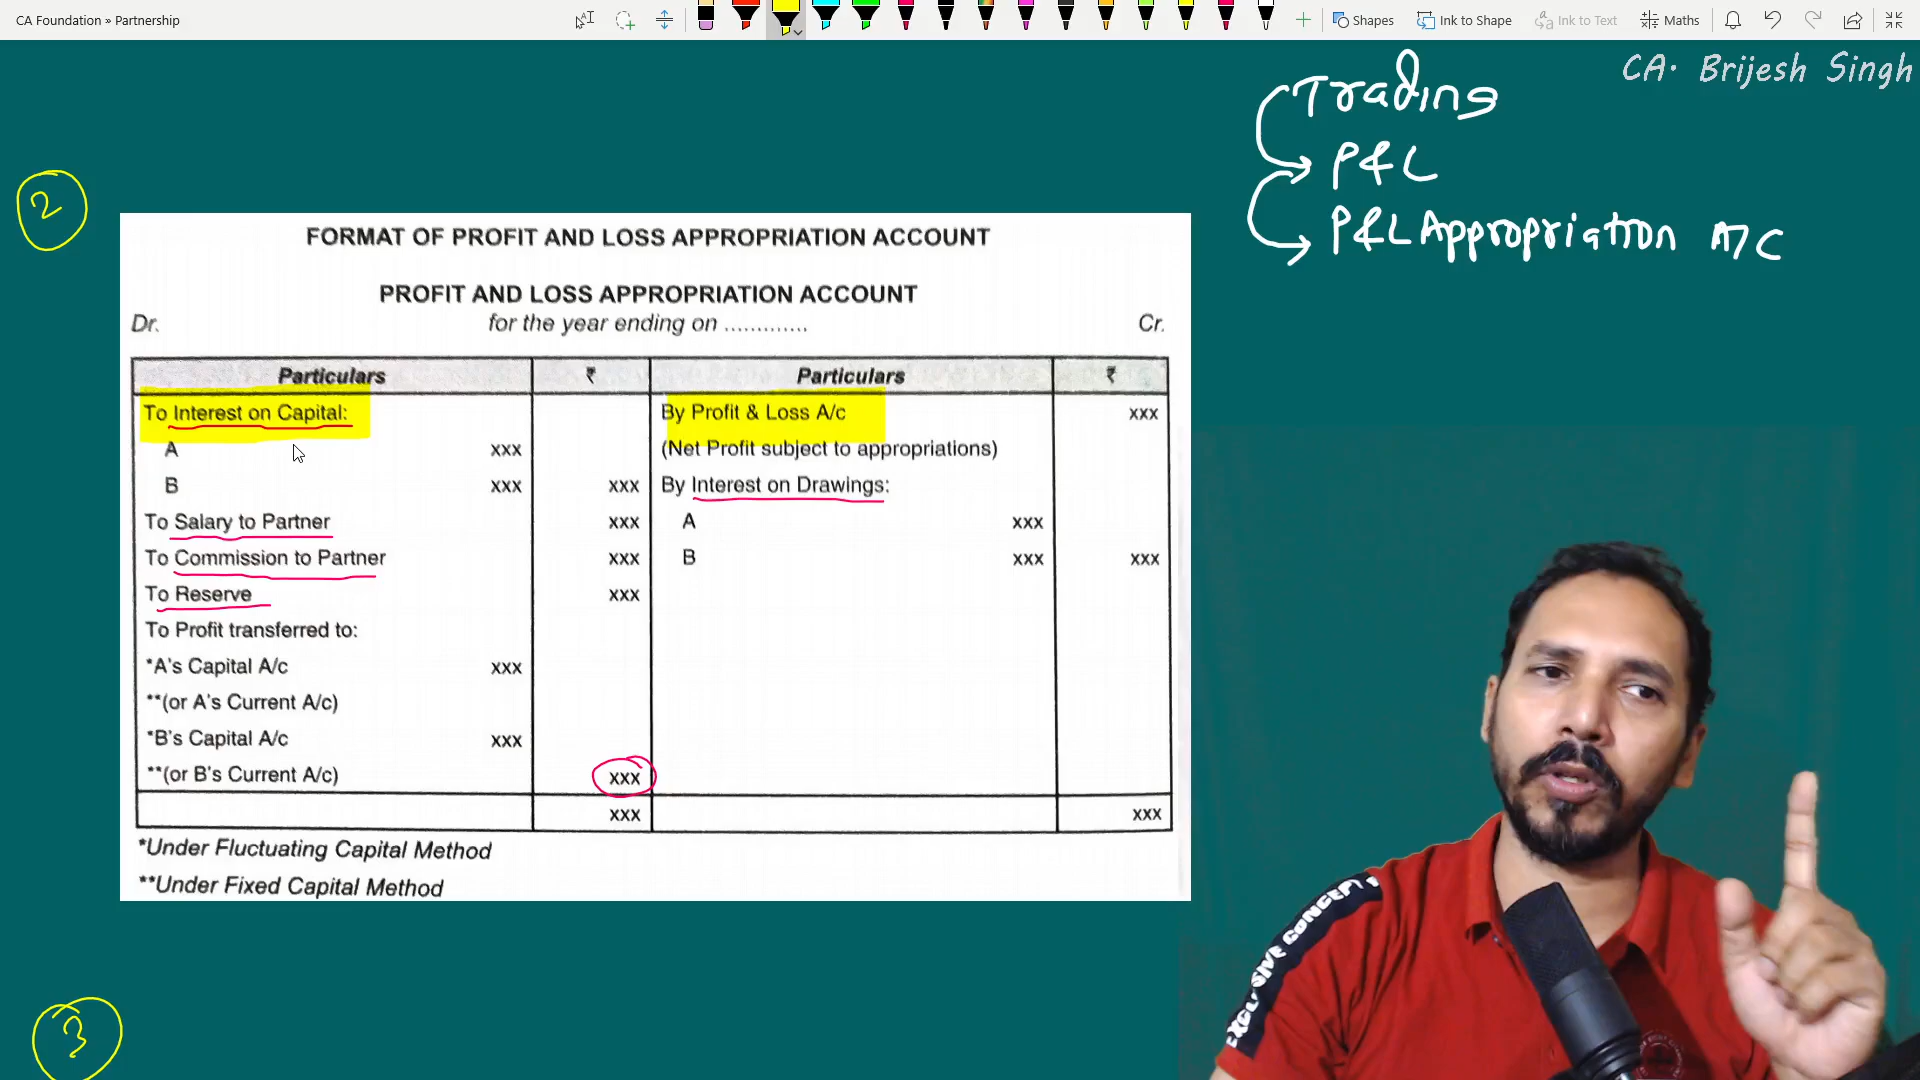 CA Foundation » Partnership
Shapes
Ink to Shape
Ink to Text
Maths
CA. Brijesh Singh
Trading
P&L
P&L Appropriation A/C
2
FORMAT OF PROFIT AND LOSS APPROPRIATION ACCOUNT
PROFIT AND LOSS APPROPRIATION ACCOUNT
Dr. for the year ending on ............. Cr.
Particulars ₹ Particulars ₹
To Interest on Capital: By Profit & Loss A/c xxx
A xxx (Net Profit subject to appropriations)
B xxx xxx By Interest on Drawings:
To Salary to Partner xxx A xxx
To Commission to Partner xxx B xxx xxx
To Reserve xxx
To Profit transferred to:
*A's Capital A/c xxx
**(or A's Current A/c)
*B's Capital A/c xxx
**(or B's Current A/c) xxx
xxx xxx
*Under Fluctuating Capital Method
**Under Fixed Capital Method
3
EXCLUSIVE CONCEPT